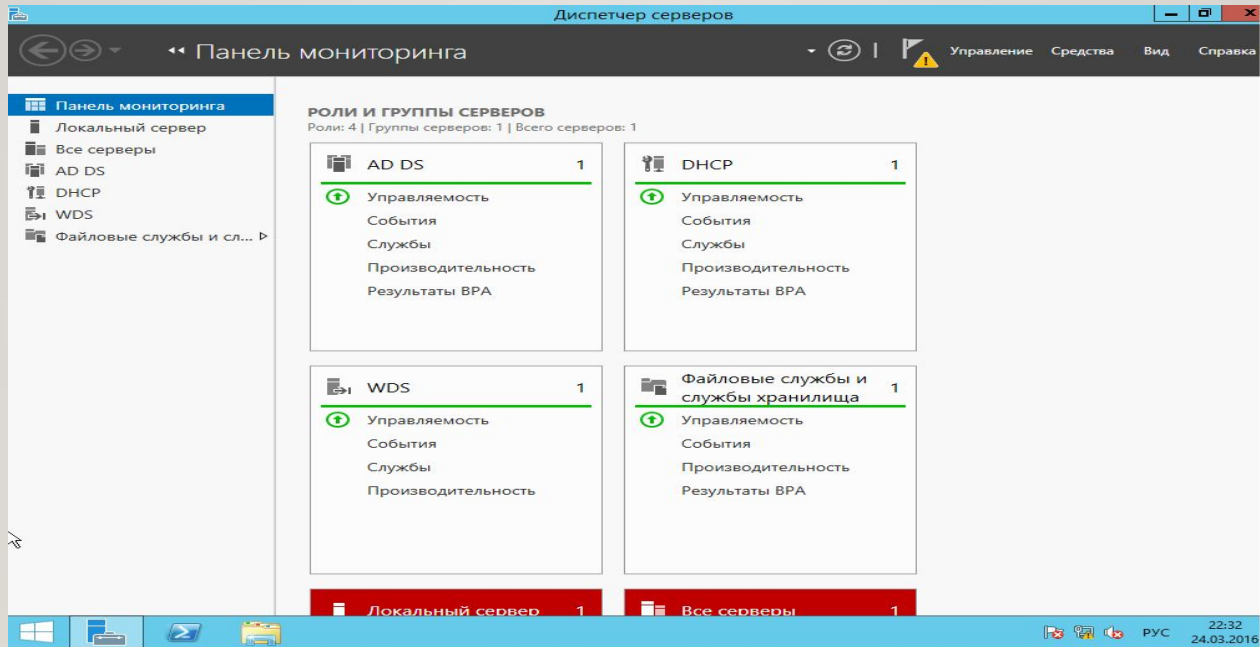 Диспетчер серверов
Панель мониторинга
Управление Средства Вид Справка
Панель мониторинга
Локальный сервер
Все серверы
AD DS
DHCP
WDS
Файловые службы и сл...
РОЛИ И ГРУППЫ СЕРВЕРОВ
Роли: 4 | Группы серверов: 1 | Всего серверов: 1
AD DS 1
Управляемость
События
Службы
Производительность
Результаты BPA
DHCP 1
Управляемость
События
Службы
Производительность
Результаты BPA
WDS 1
Управляемость
События
Службы
Производительность
Файловые службы и
службы хранилища 1
Управляемость
События
Производительность
Результаты BPA
Локальный сервер 1
Все серверы 1
РУС
22:32
24.03.2016